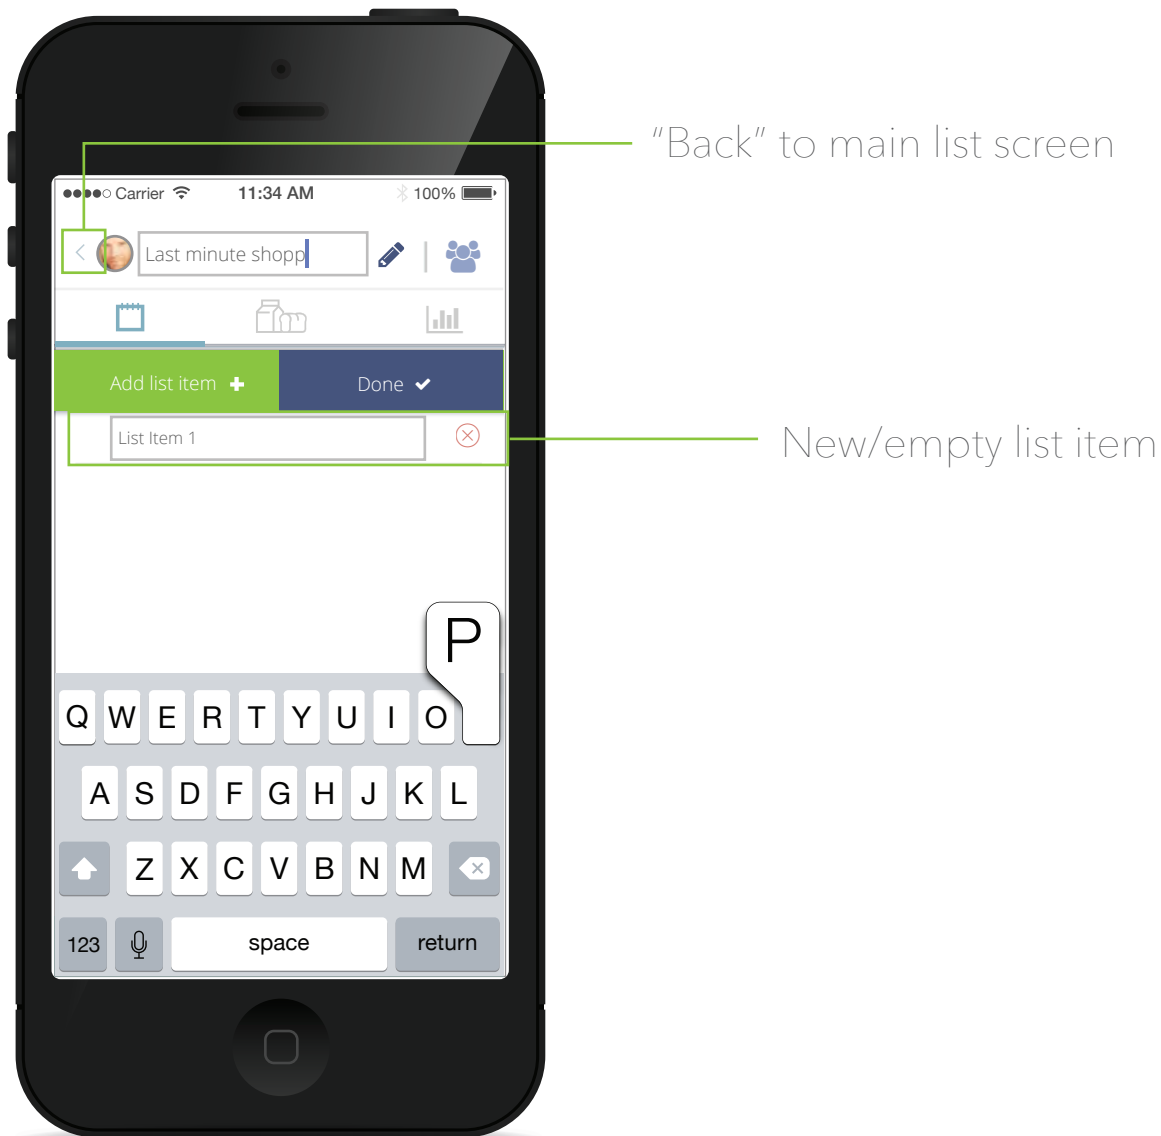 “Back” to main list screen
Carrier 11:34 AM 100%
Last minute shopp
Add list item Done
List Item 1
New/empty list item
P
Q W E R T Y U I O
A S D F G H J K L
Z X C V B N M
123 space return